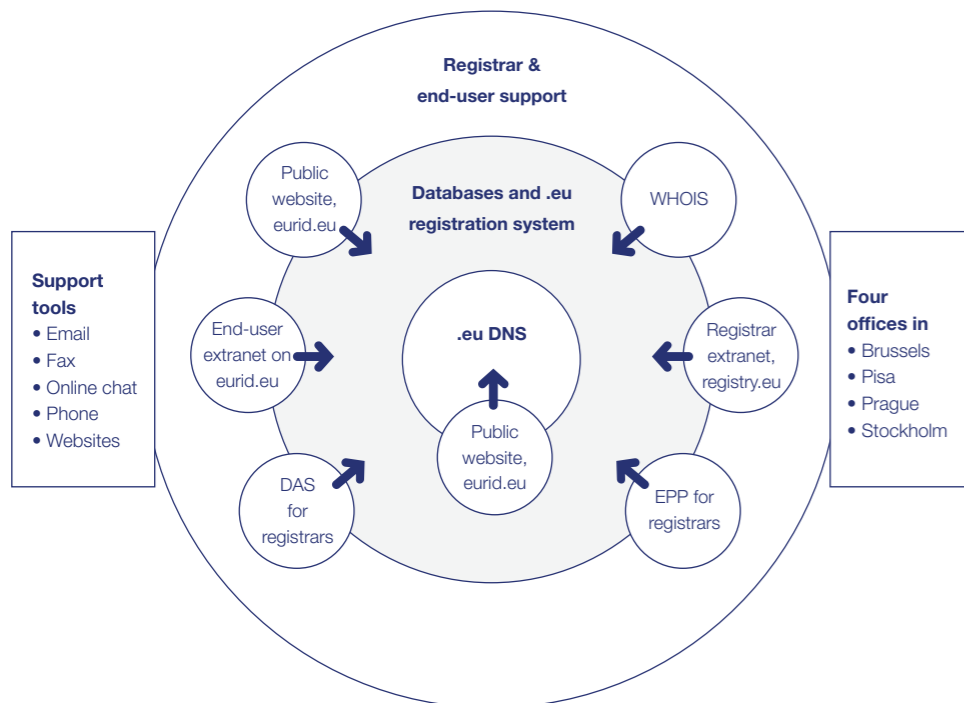 Registrar &
end-user support
Public
website,
eurid.eu
Databases and .eu
registration system
WHOIS
Support
tools
• Email
• Fax
• Online chat
• Phone
• Websites
End-user
extranet on
eurid.eu
.eu DNS
Registrar
extranet,
registry.eu
Four
offices in
• Brussels
• Pisa
• Prague
• Stockholm
Public
website,
eurid.eu
DAS
for
registrars
EPP for
registrars